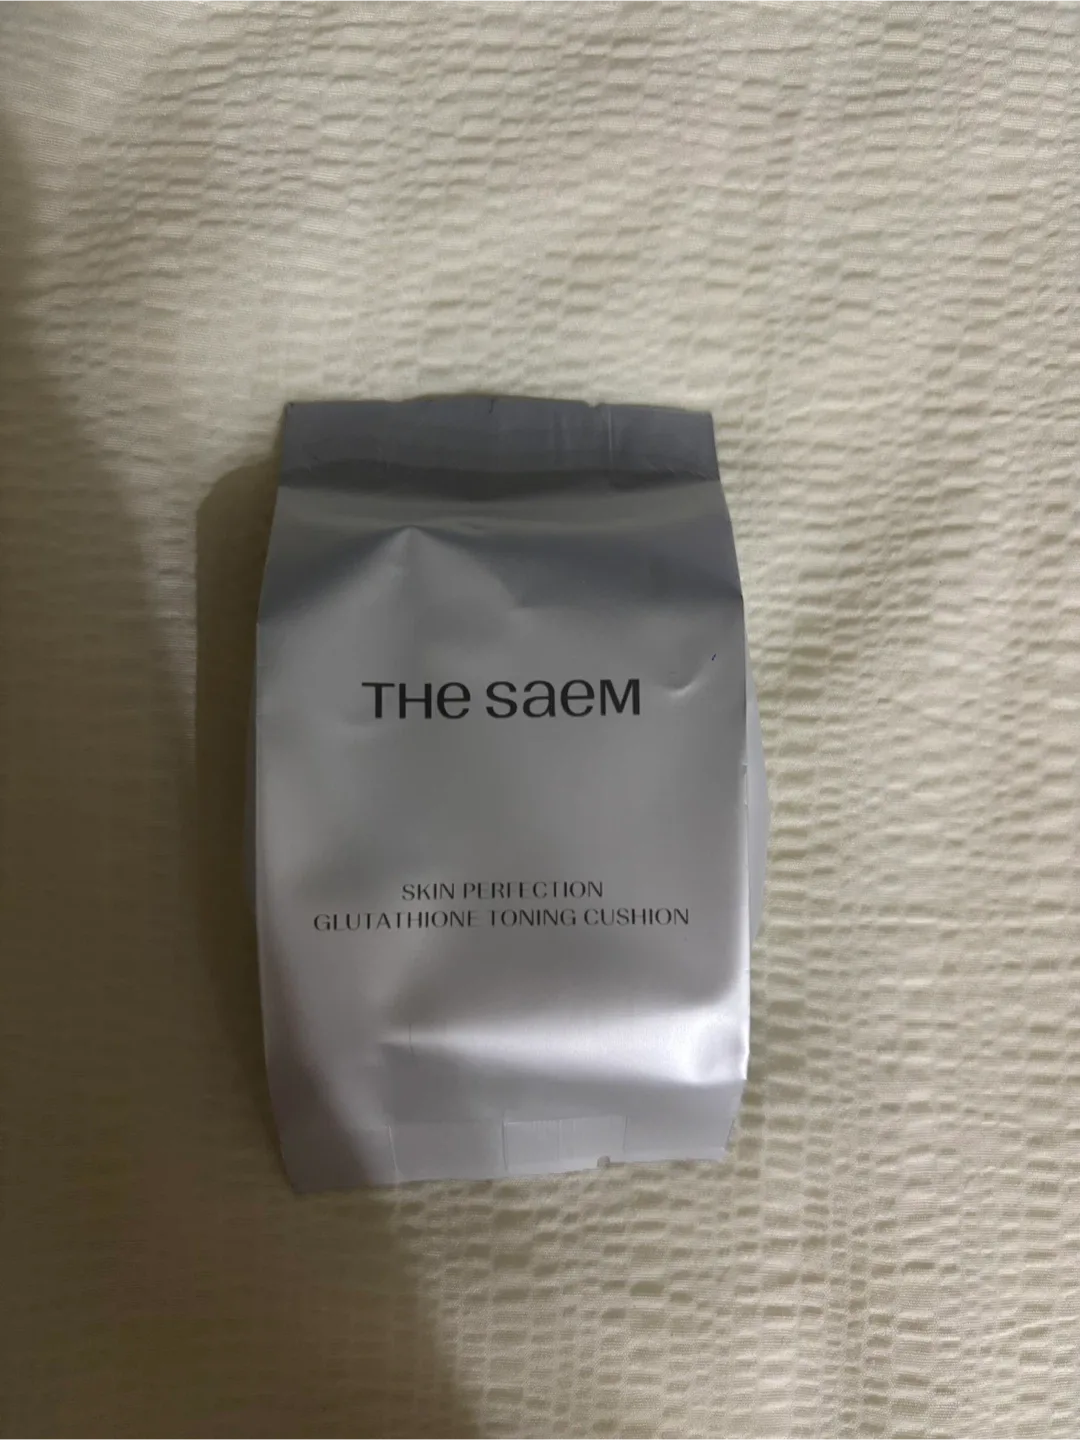 THE SAEM
SKIN PERFECTION
GLUTATHIONE TONING CUSHION